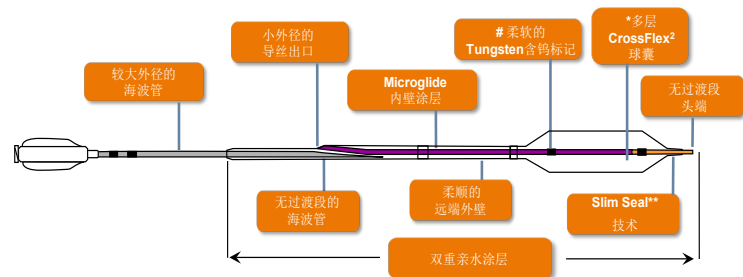 小外径的
导丝出口
# 柔软的
Tungsten含钨标记
*多层
CrossFlex²
球囊
较大外径的
海波管
Microglide
内壁涂层
无过渡段
头端
无过渡段的
海波管
柔顺的
远端外壁
Slim Seal**
技术
双重亲水涂层